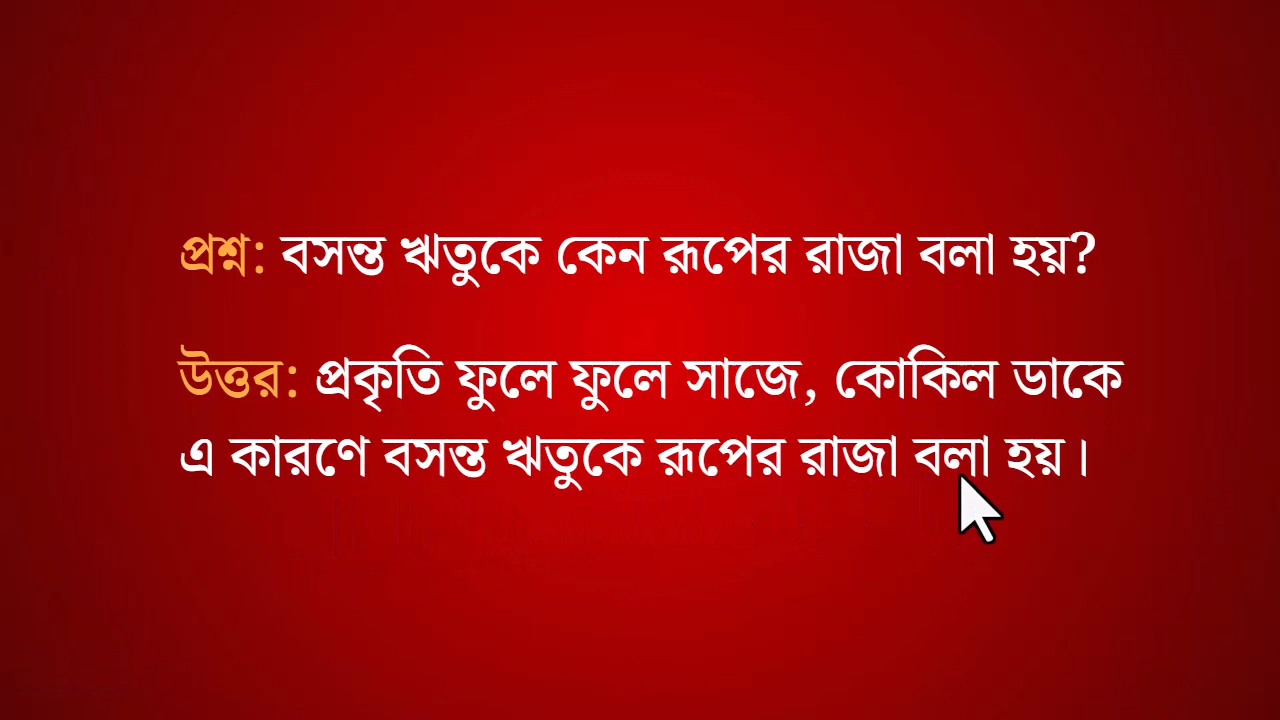 প্রশ্ন: বসন্ত ঋতুকে কেন রূপের রাজা বলা হয়?
উত্তর: প্রকৃতি ফুলে ফুলে সাজে, কোকিল ডাকে
এ কারণে বসন্ত ঋতুকে রূপের রাজা বলা হয়।